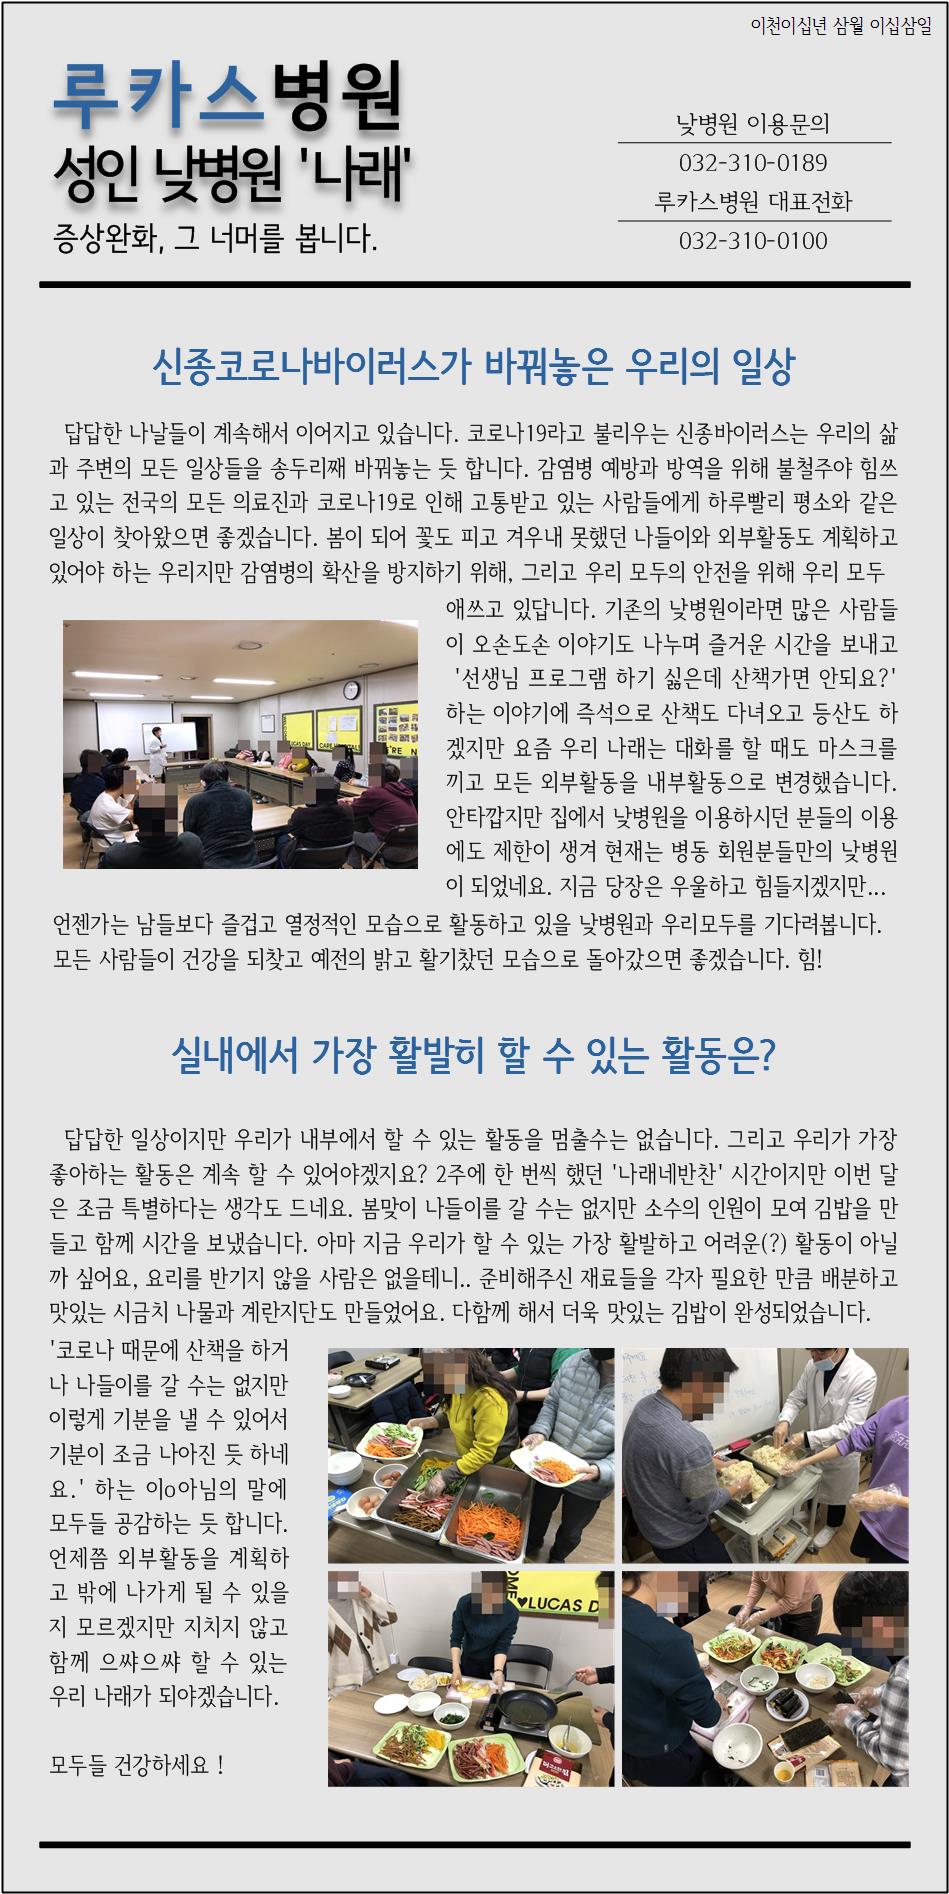 이천이십년 삼월 이십삼일
루카스병원
성인 낮병원 '나래'
증상완화, 그 너머를 봅니다.
낮병원 이용문의
032-310-0189
루카스병원 대표전화
032-310-0100
신종코로나바이러스가 바꿔놓은 우리의 일상
답답한 나날들이 계속해서 이어지고 있습니다. 코로나19라고 불리우는 신종바이러스는 우리의 삶
과 주변의 모든 일상들을 송두리째 바꿔놓는 듯 합니다. 감염병 예방과 방역을 위해 불철주야 힘쓰
고 있는 전국의 모든 의료진과 코로나19로 인해 고통받고 있는 사람들에게 하루빨리 평소와 같은
일상이 찾아왔으면 좋겠습니다. 봄이 되어 꽃도 피고 겨우내 못했던 나들이와 외부활동도 계획하고
있어야 하는 우리지만 감염병의 확산을 방지하기 위해, 그리고 우리 모두의 안전을 위해 우리 모두
애쓰고 있답니다. 기존의 낮병원이라면 많은 사람들
이 오손도손 이야기도 나누며 즐거운 시간을 보내고
'선생님 프로그램 하기 싫은데 산책가면 안되요?'
하는 이야기에 즉석으로 산책도 다녀오고 등산도 하
겠지만 요즘 우리 나래는 대화를 할 때도 마스크를
끼고 모든 외부활동을 내부활동으로 변경했습니다.
안타깝지만 집에서 낮병원을 이용하시던 분들의 이용
에도 제한이 생겨 현재는 병동 회원분들만의 낮병원
이 되었네요. 지금 당장은 우울하고 힘들지겠지만...
언젠가는 남들보다 즐겁고 열정적인 모습으로 활동하고 있을 낮병원과 우리모두를 기다려봅니다.
모든 사람들이 건강을 되찾고 예전의 밝고 활기찼던 모습으로 돌아갔으면 좋겠습니다. 힘!
LUCAS DAY
실내에서 가장 활발히 할 수 있는 활동은?
답답한 일상이지만 우리가 내부에서 할 수 있는 활동을 멈출수는 없습니다. 그리고 우리가 가장
좋아하는 활동은 계속 할 수 있어야겠지요? 2주에 한 번씩 했던 '나래네반찬' 시간이지만 이번 달
은 조금 특별하다는 생각도 드네요. 봄맞이 나들이를 갈 수는 없지만 소수의 인원이 모여 김밥을 만
들고 함께 시간을 보냈습니다. 아마 지금 우리가 할 수 있는 가장 활발하고 어려운(?) 활동이 아닐
까 싶어요, 요리를 반기지 않을 사람은 없을테니.. 준비해주신 재료들을 각자 필요한 만큼 배분하고
맛있는 시금치 나물과 계란지단도 만들었어요. 다함께 해서 더욱 맛있는 김밥이 완성되었습니다.
'코로나 때문에 산책을 하거
나 나들이를 갈 수는 없지만
이렇게 기분을 낼 수 있어서
기분이 조금 나아진 듯 하네
요.' 하는 이o아님의 말에
모두들 공감하는 듯 합니다.
언제쯤 외부활동을 계획하
고 밖에 나가게 될 수 있을
지 모르겠지만 지치지 않고
함께 으쌰으쌰 할 수 있는
우리 나래가 되야겠습니다.
모두들 건강하세요 !
OME♥LUCAS D